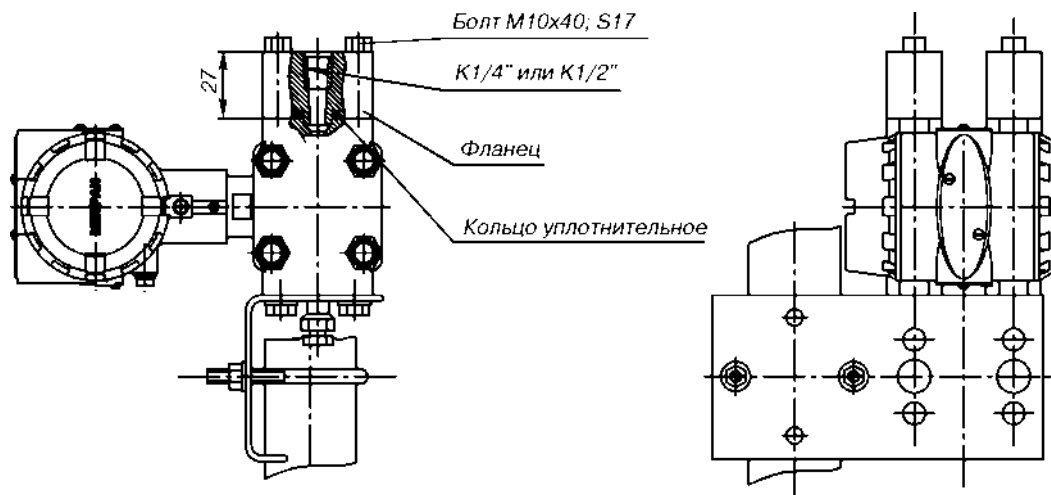 Болт М10х40; S17
К1/4" или К1/2"
27
Фланец
Кольцо уплотнительное